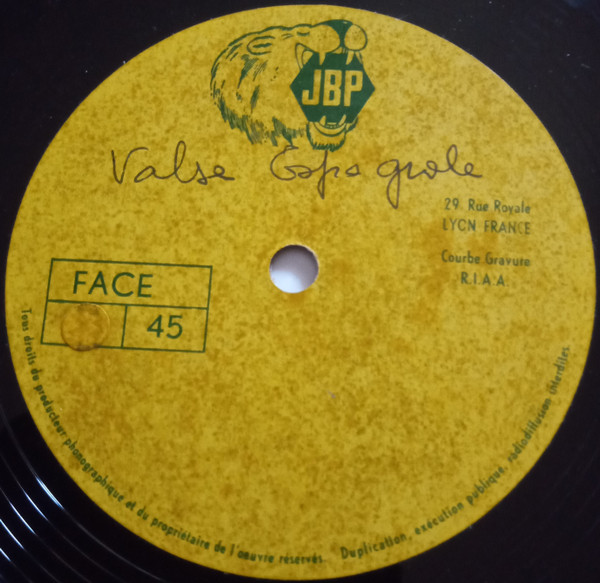 JBP
Valse Espagnole
29 Rue Royale
LYON FRANCE
Courbe Gravure
R.I.A.A.
FACE
45
Tous droits du producteur phonographique et du propriétaire de l'oeuvre réservés. Duplication, exécution publique, radiodiffusion interdites.